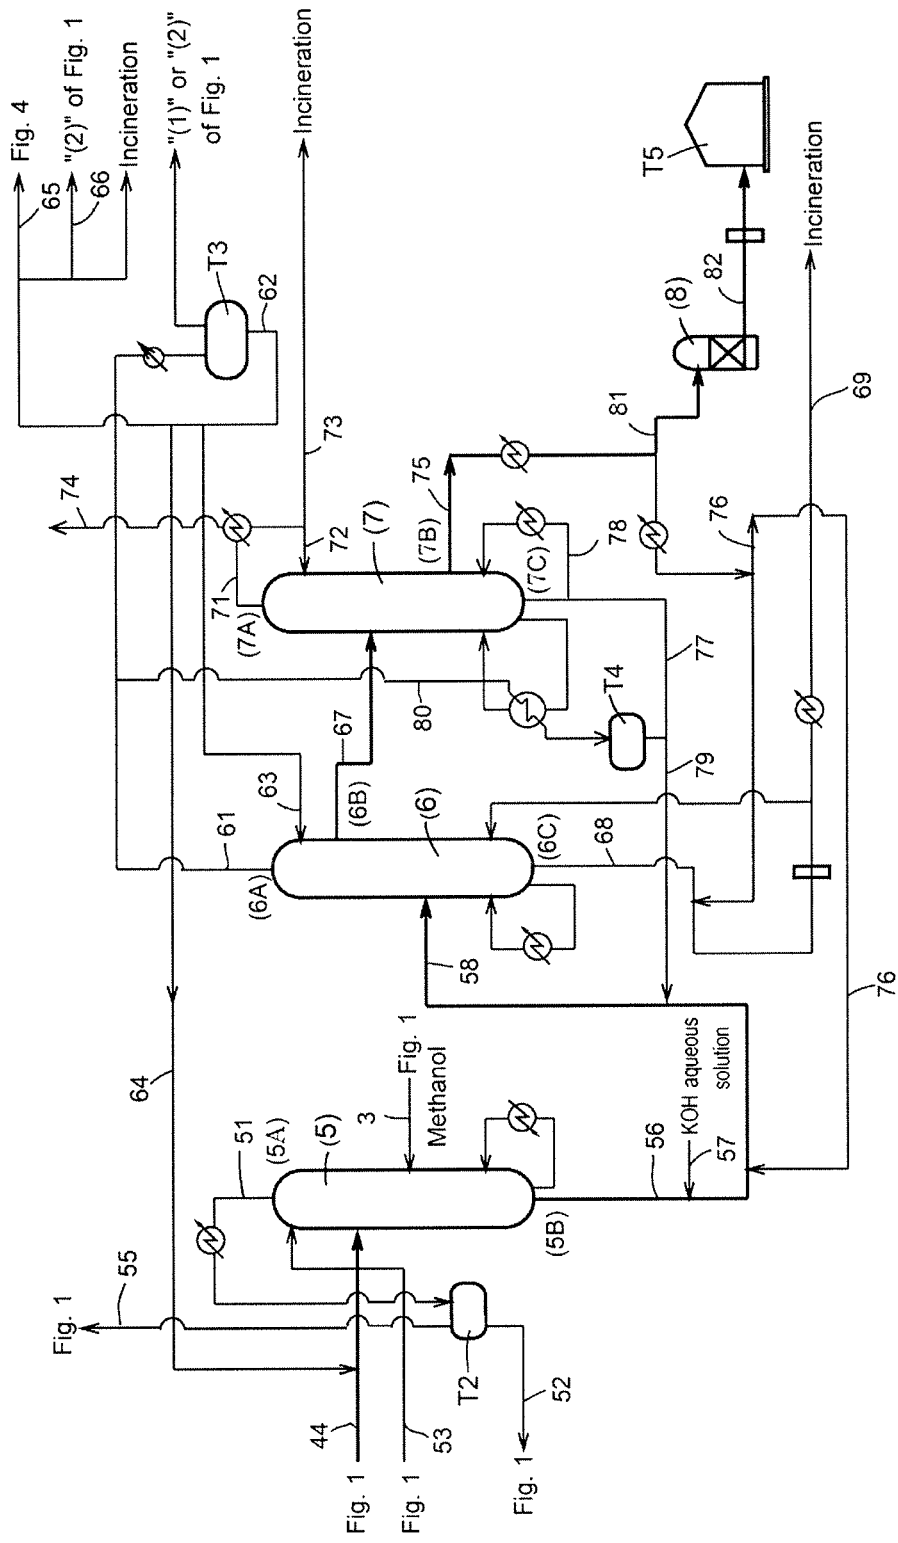 Fig. 4
65
Fig. 1
74
"(2)" of Fig. 1
66
55
Incineration
64
"(1)" or "(2)"
of Fig. 1
T3
51
61
71
(7A)
(6A)
63
62
(5A)
Incineration
44
(5)
72
73
Fig. 1
3
(6B)
67
(7)
Fig. 1
Fig. 1
Methanol
53
(6)
80
(7B)
75
T2
58
Fig. 1
(7C)
(6C)
(5B)
52
68
T4
78
81
56
T5
(8)
KOH aqueous
solution
57
79
77
76
82
Incineration
69
76